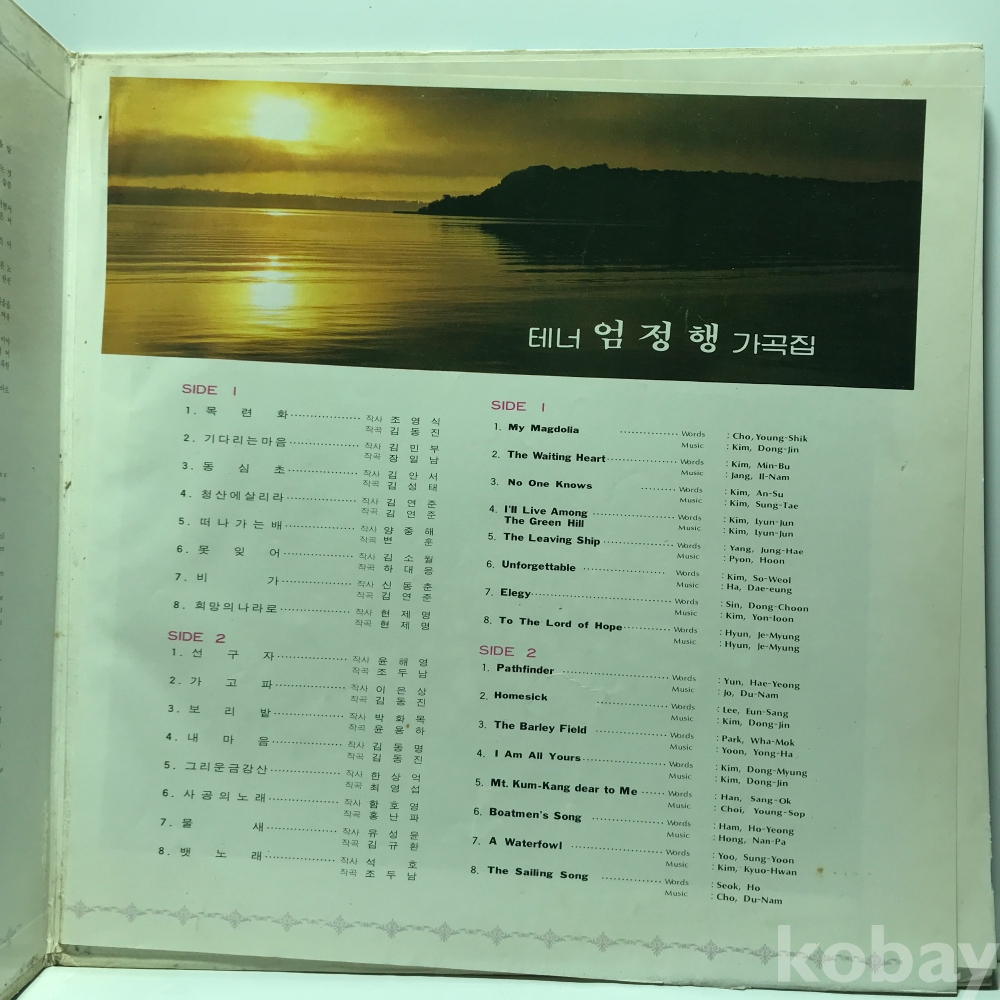 테너 엄정행 가곡집
SIDE 1
1. 목 련 화 작사 조 영 식
작곡 김 동 진
2. 기다리는마음 작사 김 민 부
작곡 장 일 남
3. 동 심 초 작사 김 안 서
작곡 김 성 태
4. 청산에살리라 작사 김 연 준
작곡 김 연 준
5. 떠나가는배 작사 양 중 해
작곡 변 훈
6. 못 잊 어 작사 김 소 월
작곡 하 대 응
7. 비 가 작사 신 동 춘
작곡 김 연 준
8. 희망의나라로 작사 현 제 명
작곡 현 제 명
SIDE 2
1. 선 구 자 작사 윤 해 영
작곡 조 두 남
2. 가 고 파 작사 이 은 상
작곡 김 동 진
3. 보 리 밭 작사 박 화 목
작곡 윤 용 하
4. 내 마 음 작사 김 동 명
작곡 김 동 진
5. 그리운금강산 작사 한 상 억
작곡 최 영 섭
6. 사공의노래 작사 함 호 영
작곡 홍 난 파
7. 물 새 작사 유 성 윤
작곡 김 규 환
8. 뱃 노 래 작사 석 호
작곡 조 두 남
SIDE 1
1. My Magdolia Words : Cho, Young-Shik
Music : Kim, Dong-Jin
2. The Waiting Heart Words : Kim, Min-Bu
Music : Jang, Il-Nam
3. No One Knows Words : Kim, An-Su
Music : Kim, Sung-Tae
4. I'll Live Among Words : Kim, Lyun-Jun
The Green Hill Music : Kim, Lyun-Jun
5. The Leaving Ship Words : Yang, Jung-Hae
Music : Pyon, Hoon
6. Unforgettable Words : Kim, So-Weol
Music : Ha, Dae-eung
7. Elegy Words : Sin, Dong-Choon
Music : Kim, Yon-Joon
8. To The Lord of Hope Words : Hyun, Je-Myung
Music : Hyun, Je-Myung
SIDE 2
1. Pathfinder Words : Yun, Hae-Yeong
Music : Jo, Du-Nam
2. Homesick Words : Lee, Eun-Sang
Music : Kim, Dong-Jin
3. The Barley Field Words : Park, Wha-Mok
Music : Yoon, Yong-Ha
4. I Am All Yours Words : Kim, Dong-Myung
Music : Kim, Dong-Jin
5. Mt. Kum-Kang dear to Me Words : Han, Sang-Ok
Music : Choi, Young-Sop
6. Boatmen's Song Words : Ham, Ho-Yeong
Music : Hong, Nan-Pa
7. A Waterfowl Words : Yoo, Sung-Yoon
Music : Kim, Kyuo-Hwan
8. The Sailing Song Words : Seok, Ho
Music : Cho, Du-Nam
kobay